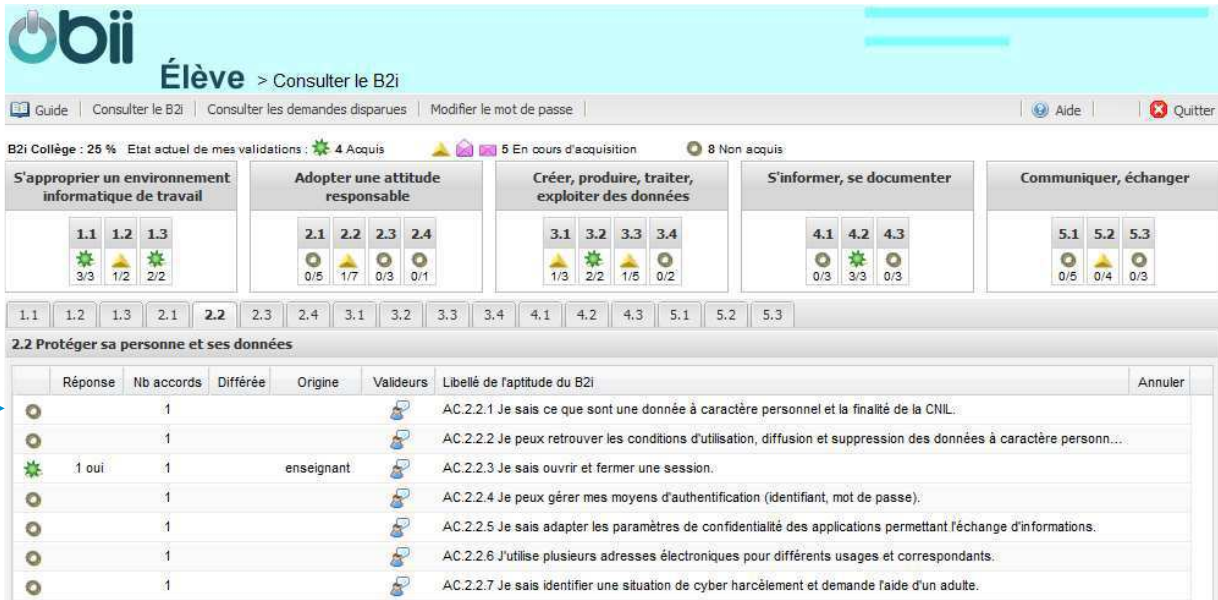 obii
Élève > Consulter le B2i
Guide Consulter le B2i Consulter les demandes disparues Modifier le mot de passe Aide Quitter
B2i Collège : 25 % Etat actuel de mes validations : 4 Acquis 5 En cours d'acquisition 8 Non acquis
S'approprier un environnement informatique de travail
Adopter une attitude responsable
Créer, produire, traiter, exploiter des données
S'informer, se documenter
Communiquer, échanger
1.1 1.2 1.3 2.1 2.2 2.3 2.4 3.1 3.2 3.3 3.4 4.1 4.2 4.3 5.1 5.2 5.3
3/3 1/2 2/2 0/5 1/7 0/3 0/1 1/3 2/2 1/5 0/2 0/3 3/3 0/3 0/5 0/4 0/3
1.1 1.2 1.3 2.1 2.2 2.3 2.4 3.1 3.2 3.3 3.4 4.1 4.2 4.3 5.1 5.2 5.3
2.2 Protéger sa personne et ses données
Réponse Nb accords Différée Origine Valideurs Libellé de l'aptitude du B2i Annuler
1 AC.2.2.1 Je sais ce que sont une donnée à caractère personnel et la finalité de la CNIL.
1 AC.2.2.2 Je peux retrouver les conditions d'utilisation, diffusion et suppression des données à caractère personn...
1 oui 1 enseignant AC.2.2.3 Je sais ouvrir et fermer une session.
1 AC.2.2.4 Je peux gérer mes moyens d'authentification (identifiant, mot de passe).
1 AC.2.2.5 Je sais adapter les paramètres de confidentialité des applications permettant l'échange d'informations.
1 AC.2.2.6 J'utilise plusieurs adresses électroniques pour différents usages et correspondants.
1 AC.2.2.7 Je sais identifier une situation de cyber harcèlement et demande l'aide d'un adulte.